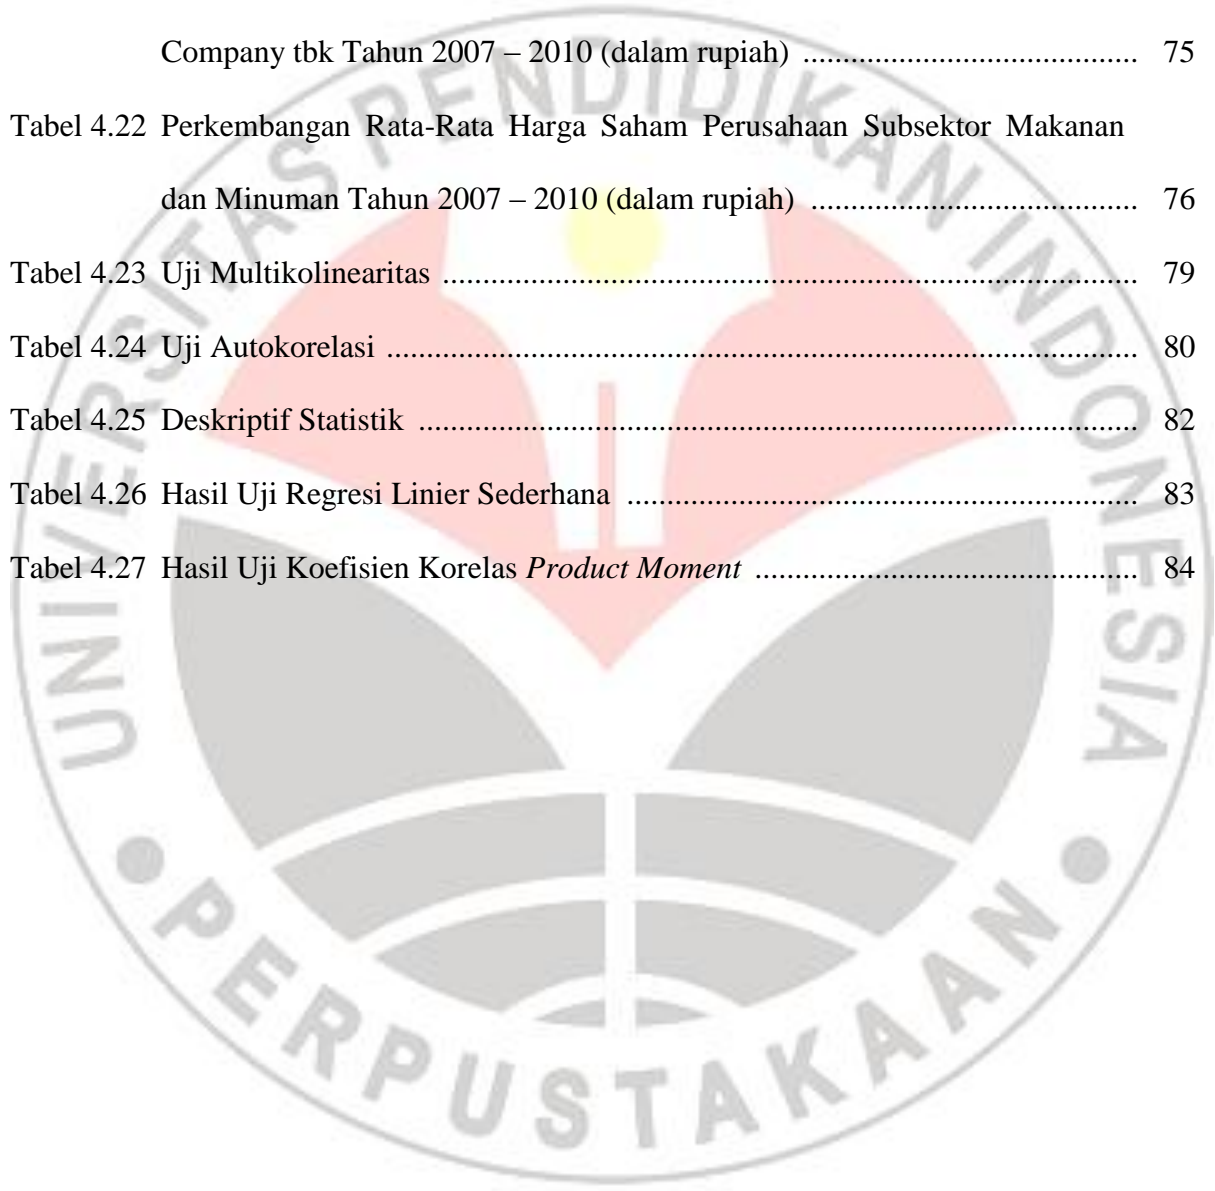 Company tbk Tahun 2007 – 2010 (dalam rupiah) ........................................... 75
Tabel 4.22 Perkembangan Rata-Rata Harga Saham Perusahaan Subsektor Makanan
dan Minuman Tahun 2007 – 2010 (dalam rupiah) .......................................... 76
Tabel 4.23 Uji Multikolinearitas ......................................................................................... 79
Tabel 4.24 Uji Autokorelasi ................................................................................................ 80
Tabel 4.25 Deskriptif Statistik ............................................................................................ 82
Tabel 4.26 Hasil Uji Regresi Linier Sederhana ................................................................. 83
Tabel 4.27 Hasil Uji Koefisien Korelas Product Moment ................................................. 84
UNIVERSITAS PENDIDIKAN INDONESIA
PERPUSTAKAAN